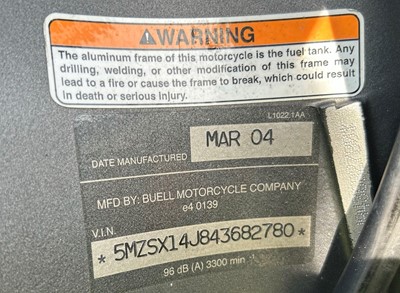 WARNING
The aluminum frame of this motorcycle is the fuel tank. Any
drilling, welding, or other modification of this frame may
lead to a fire or cause the frame to break, which could result
in death or serious injury.
L1022.1AA
DATE MANUFACTURED MAR 04
MFD BY: BUELL MOTORCYCLE COMPANY
e4 0139
V.I.N.
* 5MZSX14J843682780 *
96 dB (A) 3300 min